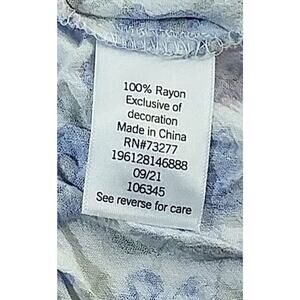 100% Rayon
Exclusive of
decoration
Made in China
RN#73277
196128146888
09/21
106345
See reverse for care